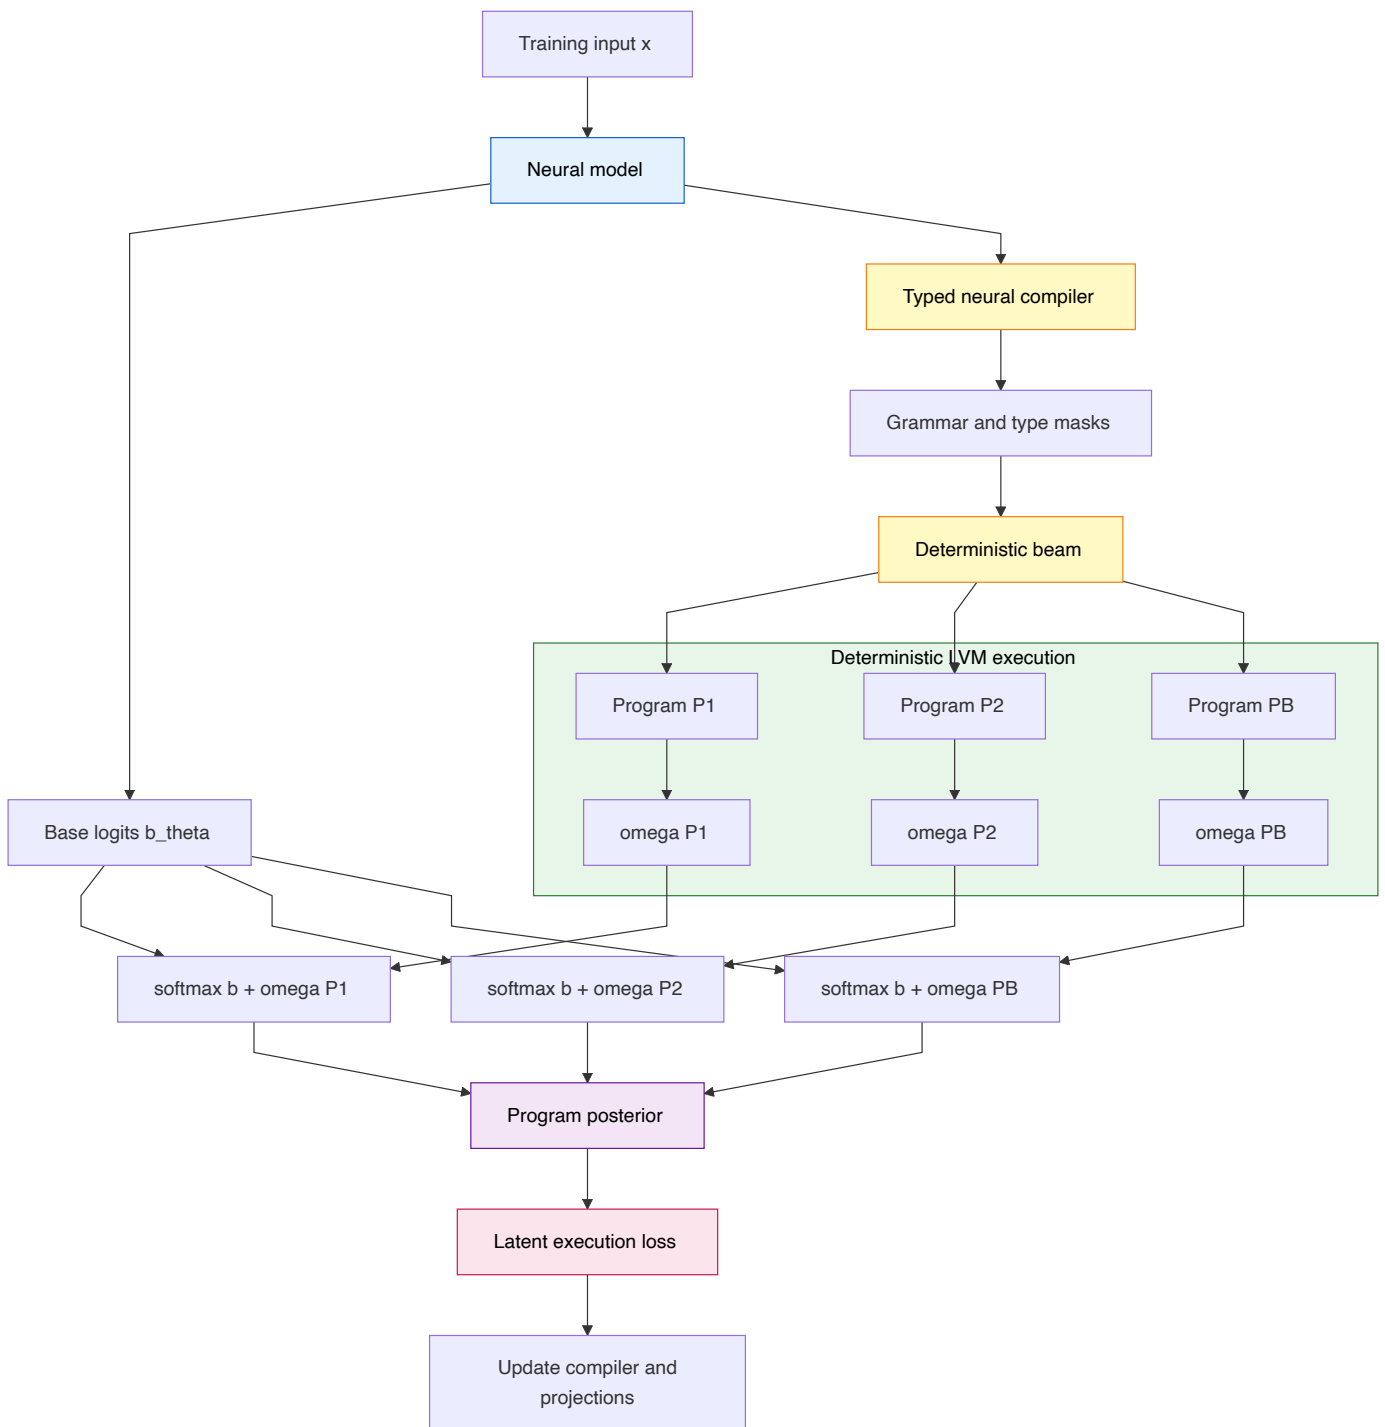 Training input x
Neural model
Typed neural compiler
Grammar and type masks
Deterministic beam
Deterministic LVM execution
Program P1
Program P2
Program PB
Base logits b_theta
omega P1
omega P2
omega PB
softmax b + omega P1
softmax b + omega P2
softmax b + omega PB
Program posterior
Latent execution loss
Update compiler and
projections